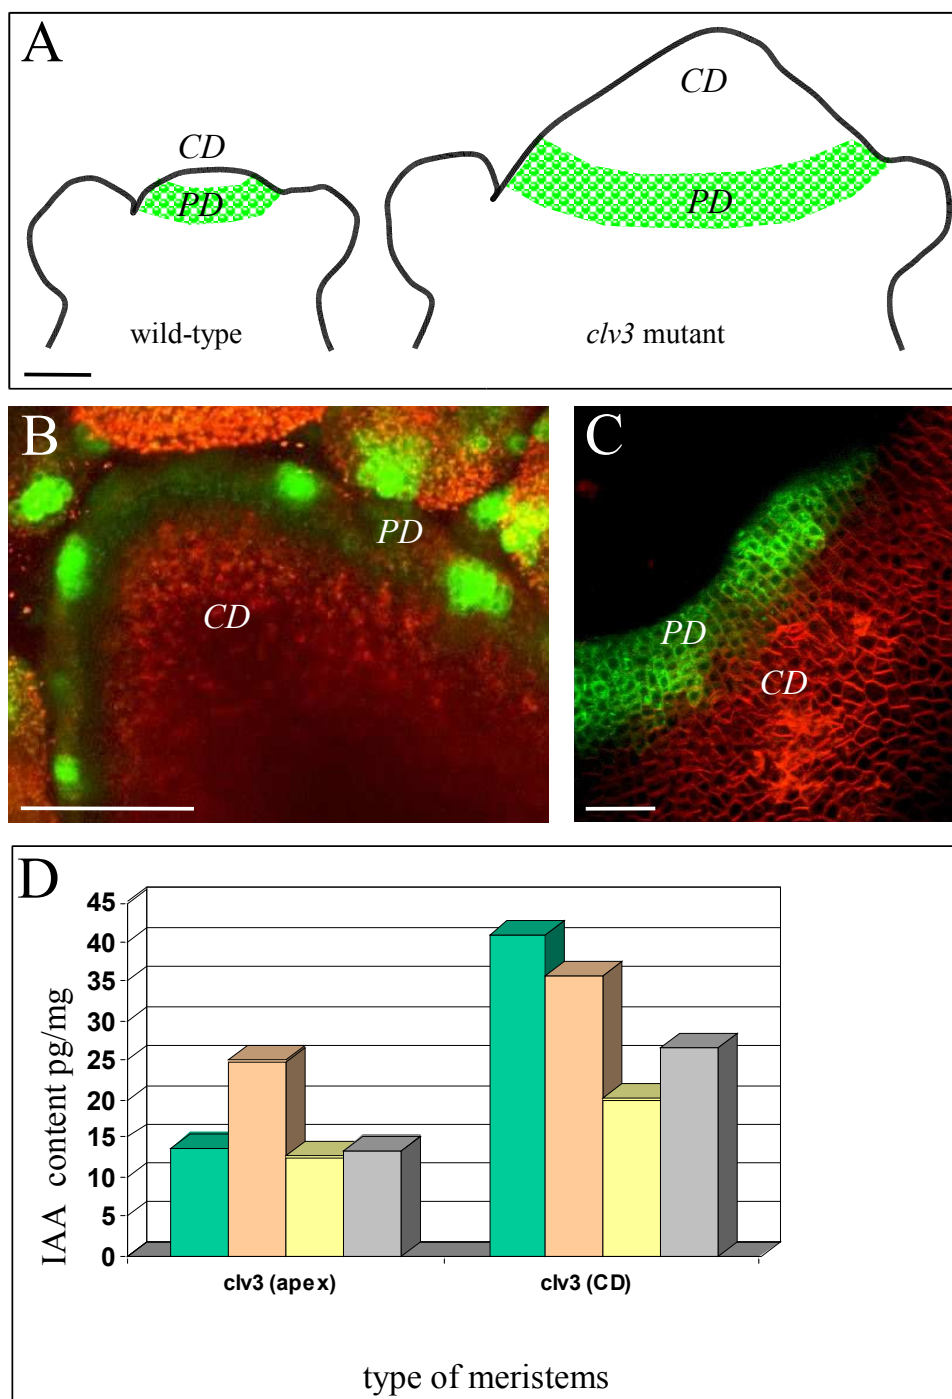 A
CD
PD
wild-type
CD
PD
clv3 mutant
B
PD
CD
C
PD
CD
D
IAA content pg/mg
45
40
35
30
25
20
15
10
5
0
clv3 (apex)
clv3 (CD)
type of meristems